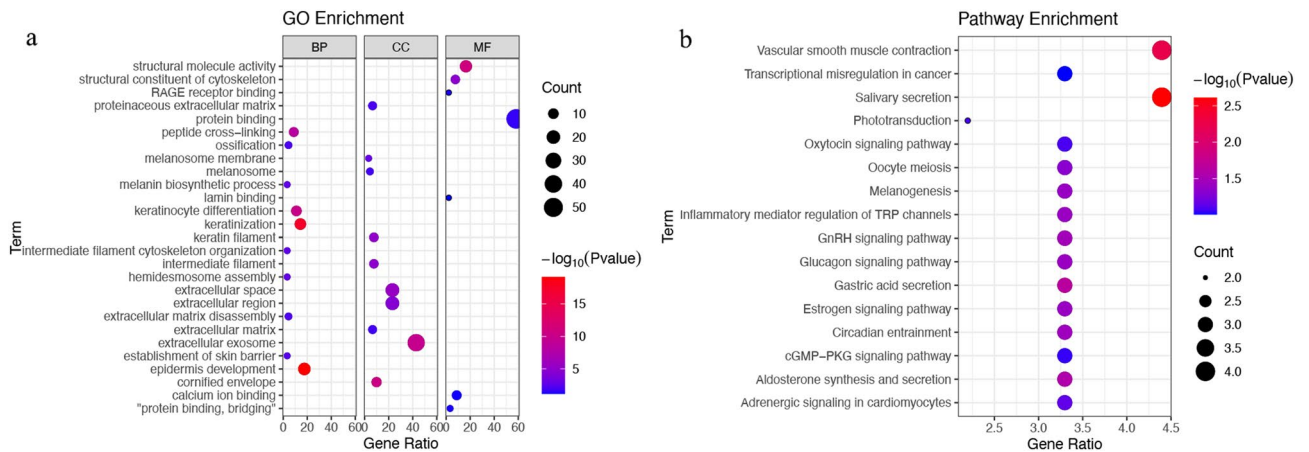 a
GO Enrichment
BP
CC
MF
Term
structural molecule activity
structural constituent of cytoskeleton
RAGE receptor binding
proteinaceous extracellular matrix
protein binding
peptide cross−linking
ossification
melanosome membrane
melanosome
melanin biosynthetic process
lamin binding
keratinocyte differentiation
keratinization
keratin filament
intermediate filament cytoskeleton organization
intermediate filament
hemidesmosome assembly
extracellular space
extracellular region
extracellular matrix disassembly
extracellular matrix
extracellular exosome
establishment of skin barrier
epidermis development
cornified envelope
calcium ion binding
"protein binding, bridging"
0 20 40 60
0 20 40 60
0 20 40 60
Gene Ratio
Count
10
20
30
40
50
−log10(Pvalue)
15
10
5
b
Pathway Enrichment
Term
Vascular smooth muscle contraction
Transcriptional misregulation in cancer
Salivary secretion
Phototransduction
Oxytocin signaling pathway
Oocyte meiosis
Melanogenesis
Inflammatory mediator regulation of TRP channels
GnRH signaling pathway
Glucagon signaling pathway
Gastric acid secretion
Estrogen signaling pathway
Circadian entrainment
cGMP−PKG signaling pathway
Aldosterone synthesis and secretion
Adrenergic signaling in cardiomyocytes
2.5 3.0 3.5 4.0 4.5
Gene Ratio
−log10(Pvalue)
2.5
2.0
1.5
Count
2.0
2.5
3.0
3.5
4.0